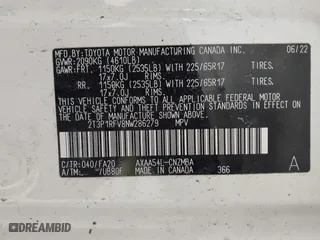 MFD.BY:TOYOTA MOTOR MANUFACTURING CANADA INC. 06/22
GVWR:2090KG (4610LB)
GAWR:FRT. 1150KG (2535LB)WITH 225/65R17 TIRES,
17x7.0J RIMS.
RR. 1150KG (2535LB)WITH 225/65R17 TIRES,
17x7.0J RIMS.
THIS VEHICLE CONFORMS TO ALL APPLICABLE FEDERAL MOTOR
VEHICLE SAFETY, BUMPER, AND THEFT PREVENTION STANDARDS
IN EFFECT ON THE DATE OF MANUFACTURE SHOWN ABOVE.
2T3P1RFV8NW286279 MPV
C/TR:040/FA20 AXAA54L-CNZMBA
A/TM: /U880F MADE IN CANADA 366 A
DEALERSHIP